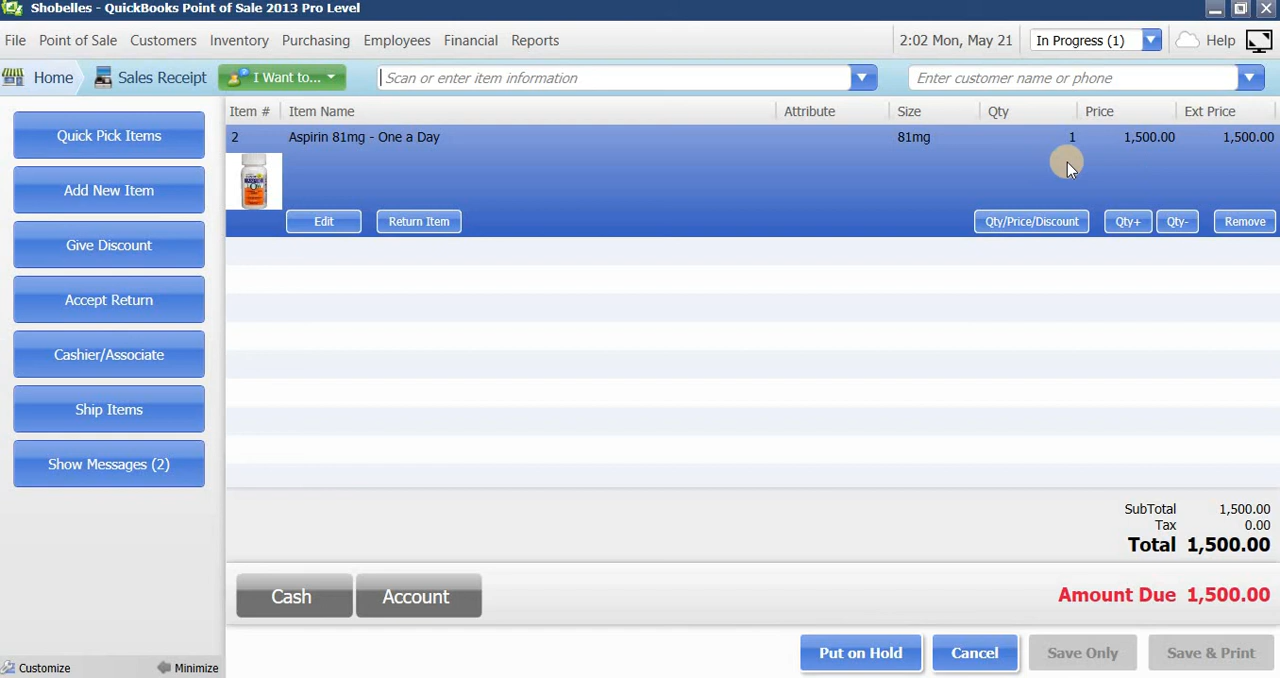 Shobelles - QuickBooks Point of Sale 2013 Pro Level
File Point of Sale Customers Inventory Purchasing Employees Financial Reports 2:02 Mon, May 21 In Progress (1) Help
Home Sales Receipt I Want to... Scan or enter item information Enter customer name or phone
Item # Item Name Attribute Size Qty Price Ext Price
2 Aspirin 81mg - One a Day 81mg 1 1,500.00 1,500.00
Edit Return Item Qty/Price/Discount Qty+ Qty- Remove
Quick Pick Items
Add New Item
Give Discount
Accept Return
Cashier/Associate
Ship Items
Show Messages (2)
SubTotal 1,500.00
Tax 0.00
Total 1,500.00
Cash Account Amount Due 1,500.00
Put on Hold Cancel Save Only Save & Print
Customize Minimize